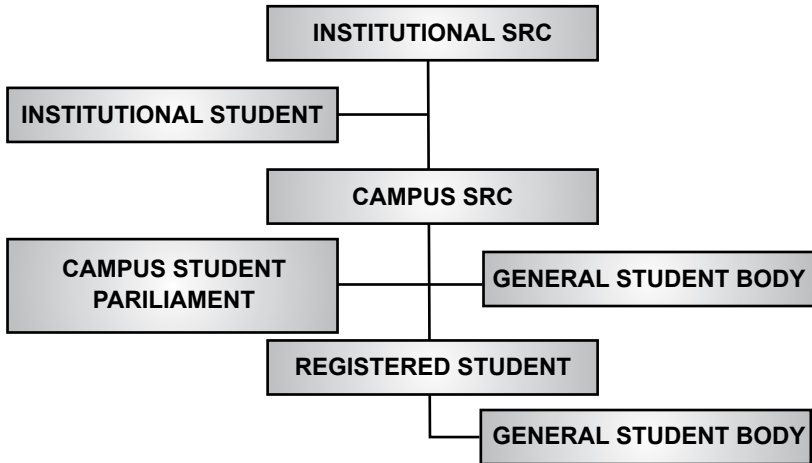 INSTITUTIONAL SRC
INSTITUTIONAL STUDENT
CAMPUS SRC
CAMPUS STUDENT
PARILIAMENT
GENERAL STUDENT BODY
REGISTERED STUDENT
GENERAL STUDENT BODY